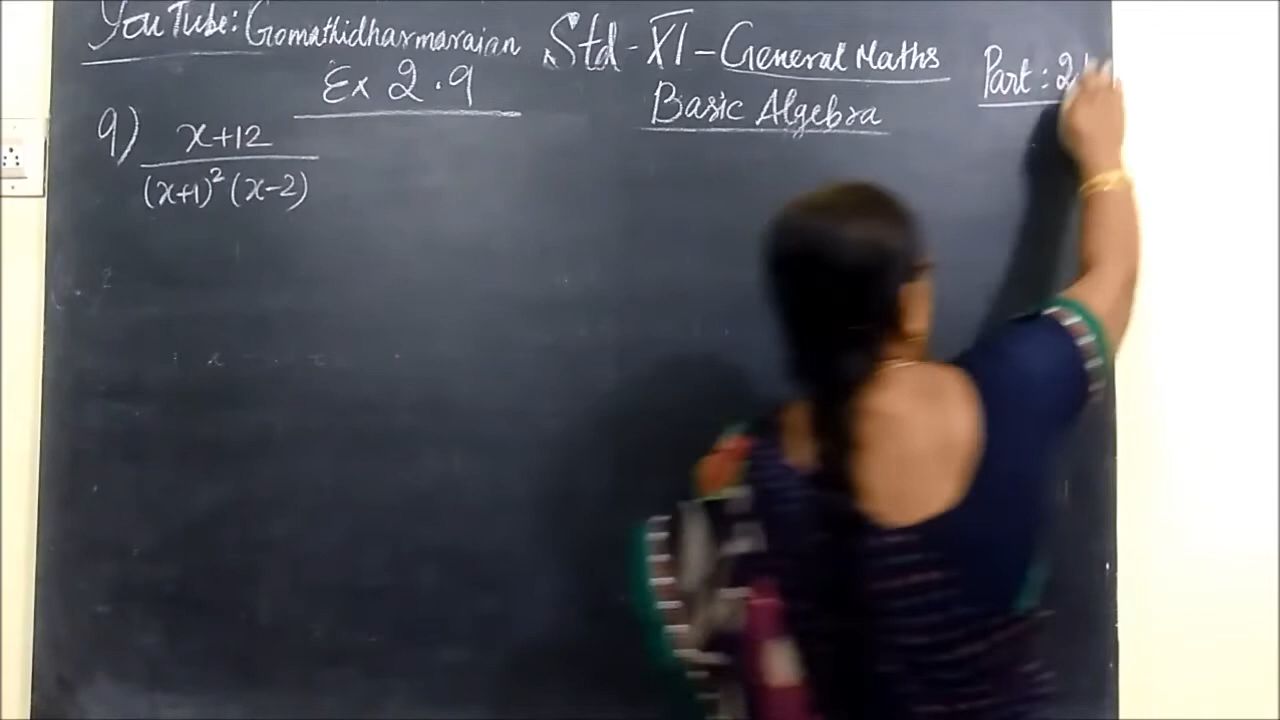 YouTube: Gomathidharmarajan Std-XI-General Maths
Ex 2.9 Basic Algebra Part: 2
9) x+12
(x+1)² (x-2)